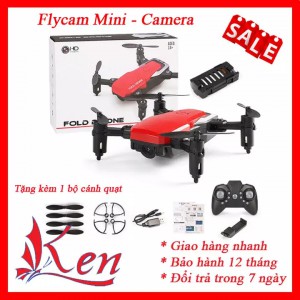 Flycam Mini - Camera
SALE
HD
FOLD DRONE
Tặng kèm 1 bộ cánh quạt
Ken
* Giao hàng nhanh
* Bảo hành 12 tháng
* Đổi trả trong 7 ngày